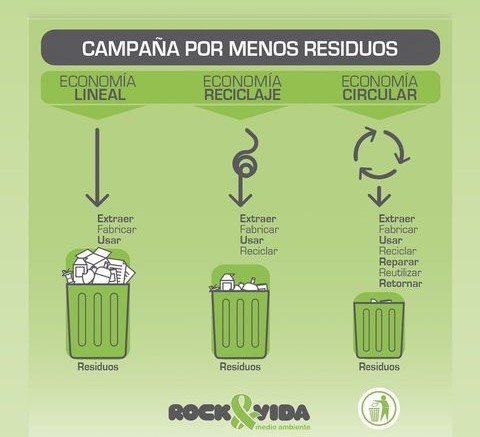 CAMPAÑA POR MENOS RESIDUOS
ECONOMÍA
LINEAL
ECONOMÍA
RECICLAJE
ECONOMÍA
CIRCULAR
Extraer
Fabricar
Usar
Residuos
Extraer
Fabricar
Usar
Reciclar
Residuos
Extraer
Fabricar
Usar
Reciclar
Reparar
Reutilizar
Retornar
Residuos
ROCK&VIDA
medio ambiente